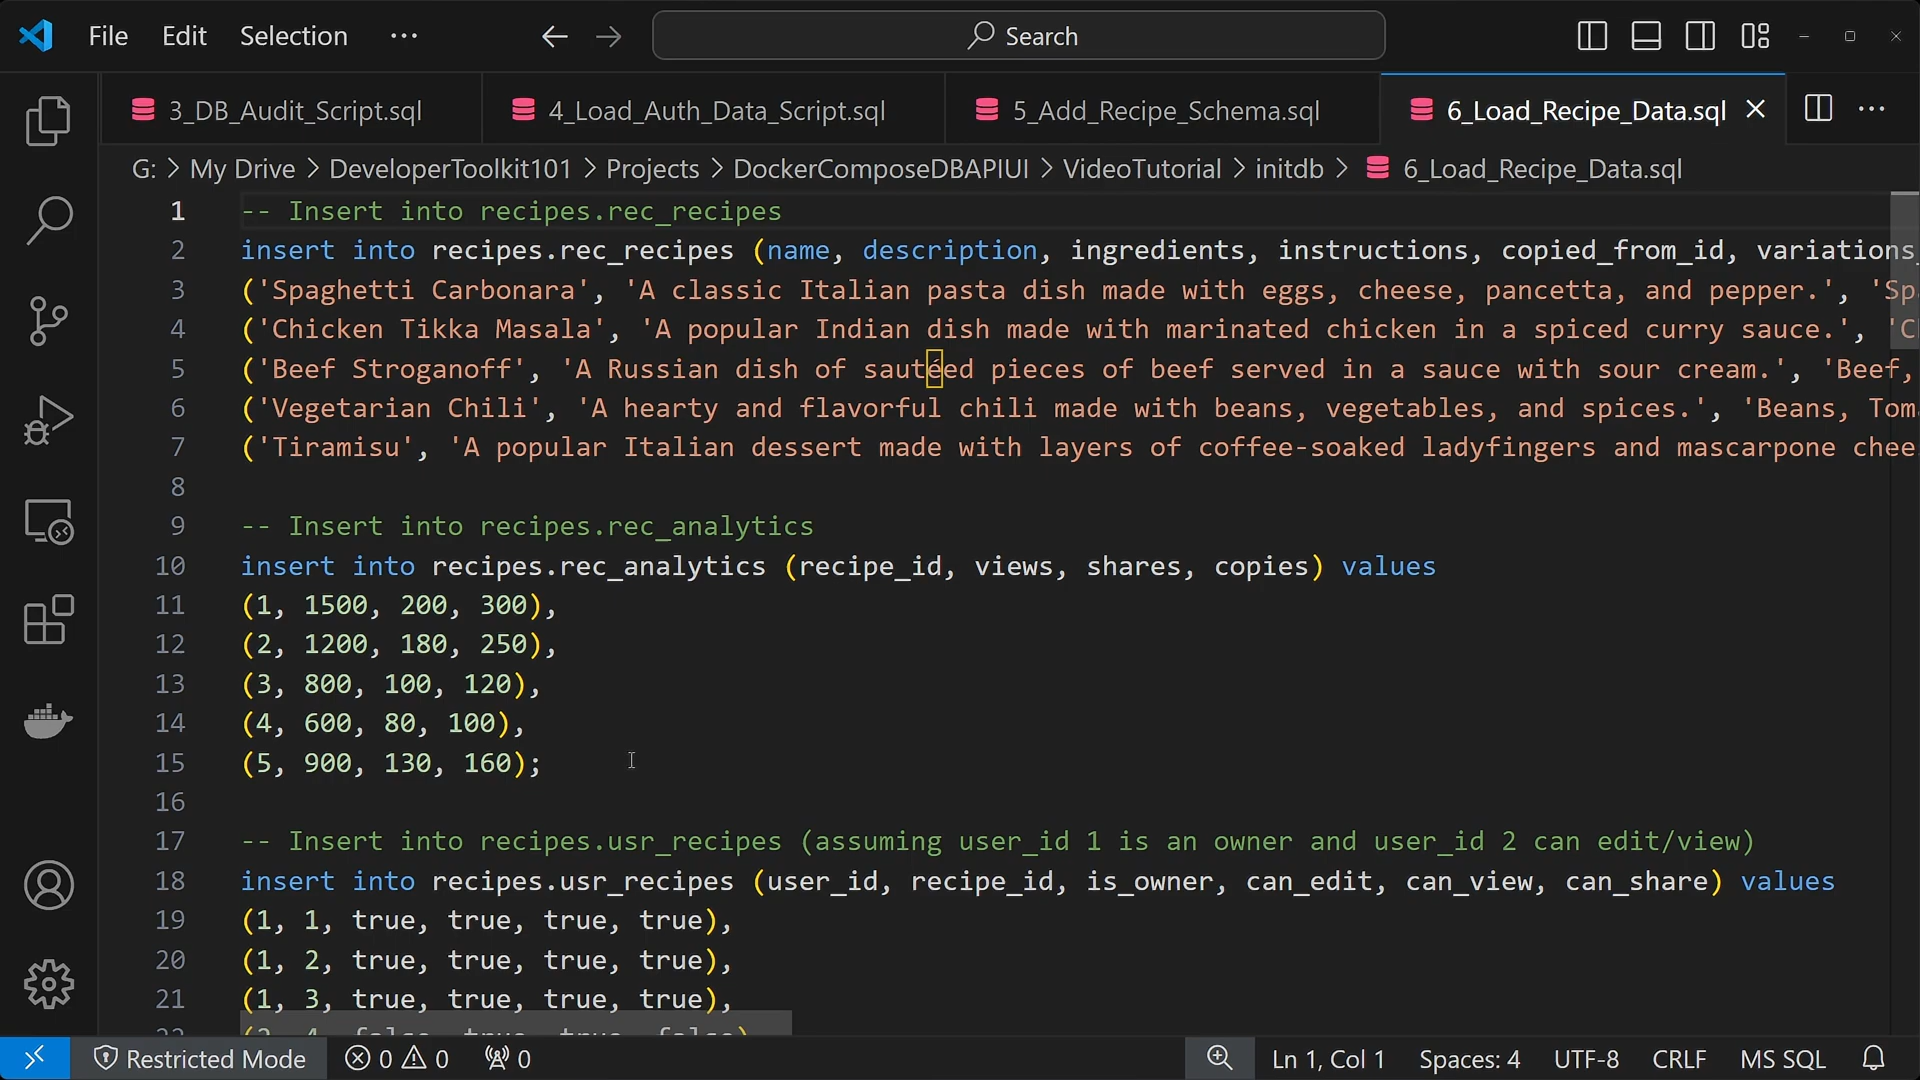 File Edit Selection ··· Search
3_DB_Audit_Script.sql 4_Load_Auth_Data_Script.sql 5_Add_Recipe_Schema.sql 6_Load_Recipe_Data.sql
G: > My Drive > DeveloperToolkit101 > Projects > DockerComposeDBAPIUI > VideoTutorial > initdb > 6_Load_Recipe_Data.sql
1 -- Insert into recipes.rec_recipes
2 insert into recipes.rec_recipes (name, description, ingredients, instructions, copied_from_id, variations_
3 ('Spaghetti Carbonara', 'A classic Italian pasta dish made with eggs, cheese, pancetta, and pepper.', 'Sp
4 ('Chicken Tikka Masala', 'A popular Indian dish made with marinated chicken in a spiced curry sauce.', 'C
5 ('Beef Stroganoff', 'A Russian dish of sautéed pieces of beef served in a sauce with sour cream.', 'Beef,
6 ('Vegetarian Chili', 'A hearty and flavorful chili made with beans, vegetables, and spices.', 'Beans, Tom
7 ('Tiramisu', 'A popular Italian dessert made with layers of coffee-soaked ladyfingers and mascarpone chee
8
9 -- Insert into recipes.rec_analytics
10 insert into recipes.rec_analytics (recipe_id, views, shares, copies) values
11 (1, 1500, 200, 300),
12 (2, 1200, 180, 250),
13 (3, 800, 100, 120),
14 (4, 600, 80, 100),
15 (5, 900, 130, 160);
16
17 -- Insert into recipes.usr_recipes (assuming user_id 1 is an owner and user_id 2 can edit/view)
18 insert into recipes.usr_recipes (user_id, recipe_id, is_owner, can_edit, can_view, can_share) values
19 (1, 1, true, true, true, true),
20 (1, 2, true, true, true, true),
21 (1, 3, true, true, true, true),
22 (2, 4, false, true, true, false)
Restricted Mode 0 0 0 Ln 1, Col 1 Spaces: 4 UTF-8 CRLF MS SQL